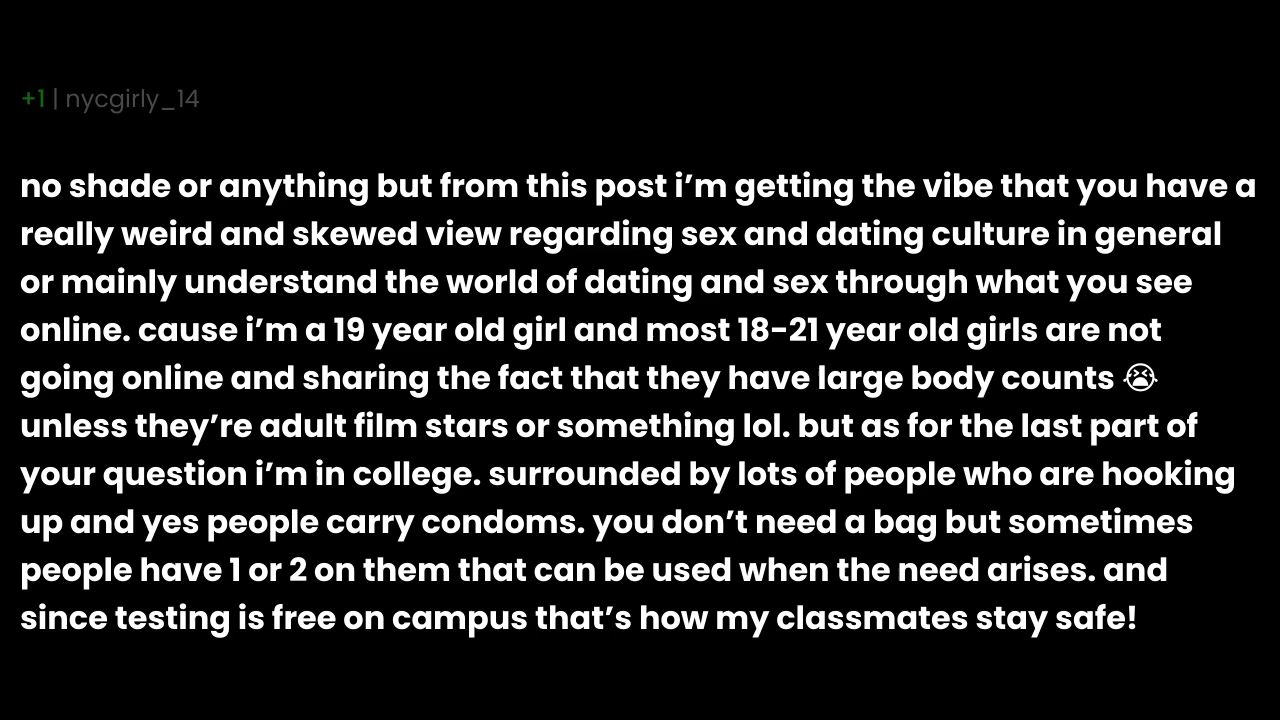 +1 | nycgirly_14
no shade or anything but from this post i’m getting the vibe that you have a
really weird and skewed view regarding sex and dating culture in general
or mainly understand the world of dating and sex through what you see
online. cause i’m a 19 year old girl and most 18-21 year old girls are not
going online and sharing the fact that they have large body counts 😭
unless they’re adult film stars or something lol. but as for the last part of
your question i’m in college. surrounded by lots of people who are hooking
up and yes people carry condoms. you don’t need a bag but sometimes
people have 1 or 2 on them that can be used when the need arises. and
since testing is free on campus that’s how my classmates stay safe!